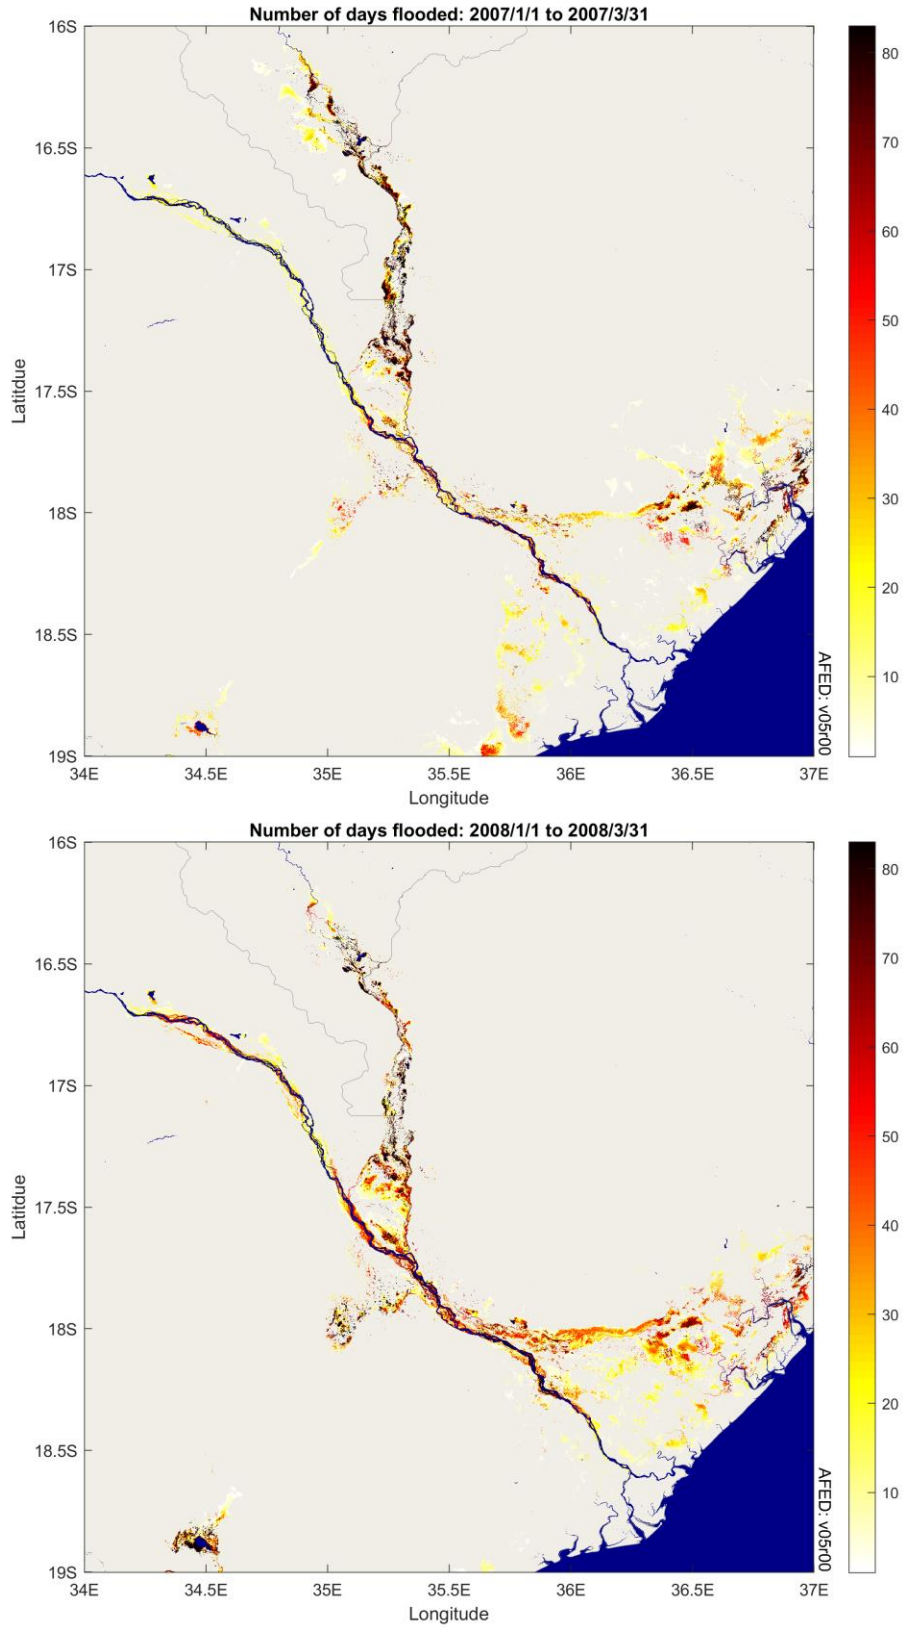 Number of days flooded: 2007/1/1 to 2007/3/31
16S
16.5S
17S
17.5S
18S
18.5S
19S
Latitdue
34E
34.5E
35E
35.5E
36E
36.5E
37E
Longitude
AFED: v05r00
80
70
60
50
40
30
20
10
Number of days flooded: 2008/1/1 to 2008/3/31
16S
16.5S
17S
17.5S
18S
18.5S
19S
Latitdue
34E
34.5E
35E
35.5E
36E
36.5E
37E
Longitude
AFED: v05r00
80
70
60
50
40
30
20
10